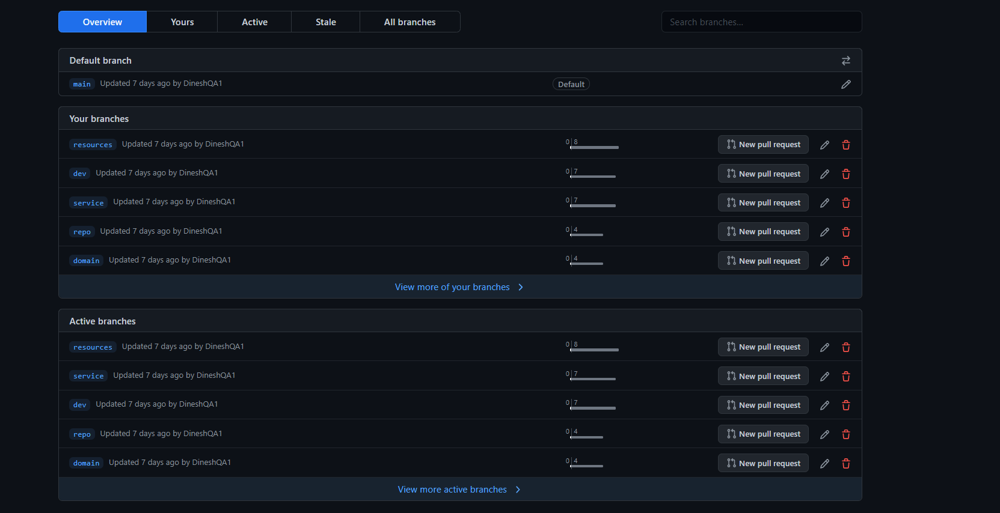 Overview Yours Active Stale All branches Search branches...
Default branch
main Updated 7 days ago by DineshQA1 Default
Your branches
resources Updated 7 days ago by DineshQA1 0 8 New pull request
dev Updated 7 days ago by DineshQA1 0 7 New pull request
service Updated 7 days ago by DineshQA1 0 7 New pull request
repo Updated 7 days ago by DineshQA1 0 4 New pull request
domain Updated 7 days ago by DineshQA1 0 4 New pull request
View more of your branches
Active branches
resources Updated 7 days ago by DineshQA1 0 8 New pull request
service Updated 7 days ago by DineshQA1 0 7 New pull request
dev Updated 7 days ago by DineshQA1 0 7 New pull request
repo Updated 7 days ago by DineshQA1 0 4 New pull request
domain Updated 7 days ago by DineshQA1 0 4 New pull request
View more active branches